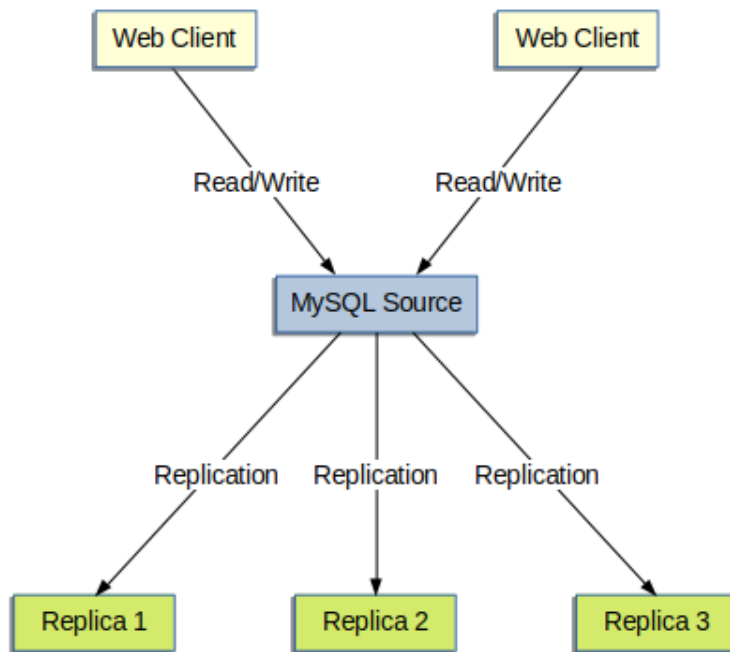 Web Client
Web Client
Read/Write
Read/Write
MySQL Source
Replication
Replication
Replication
Replica 1
Replica 2
Replica 3